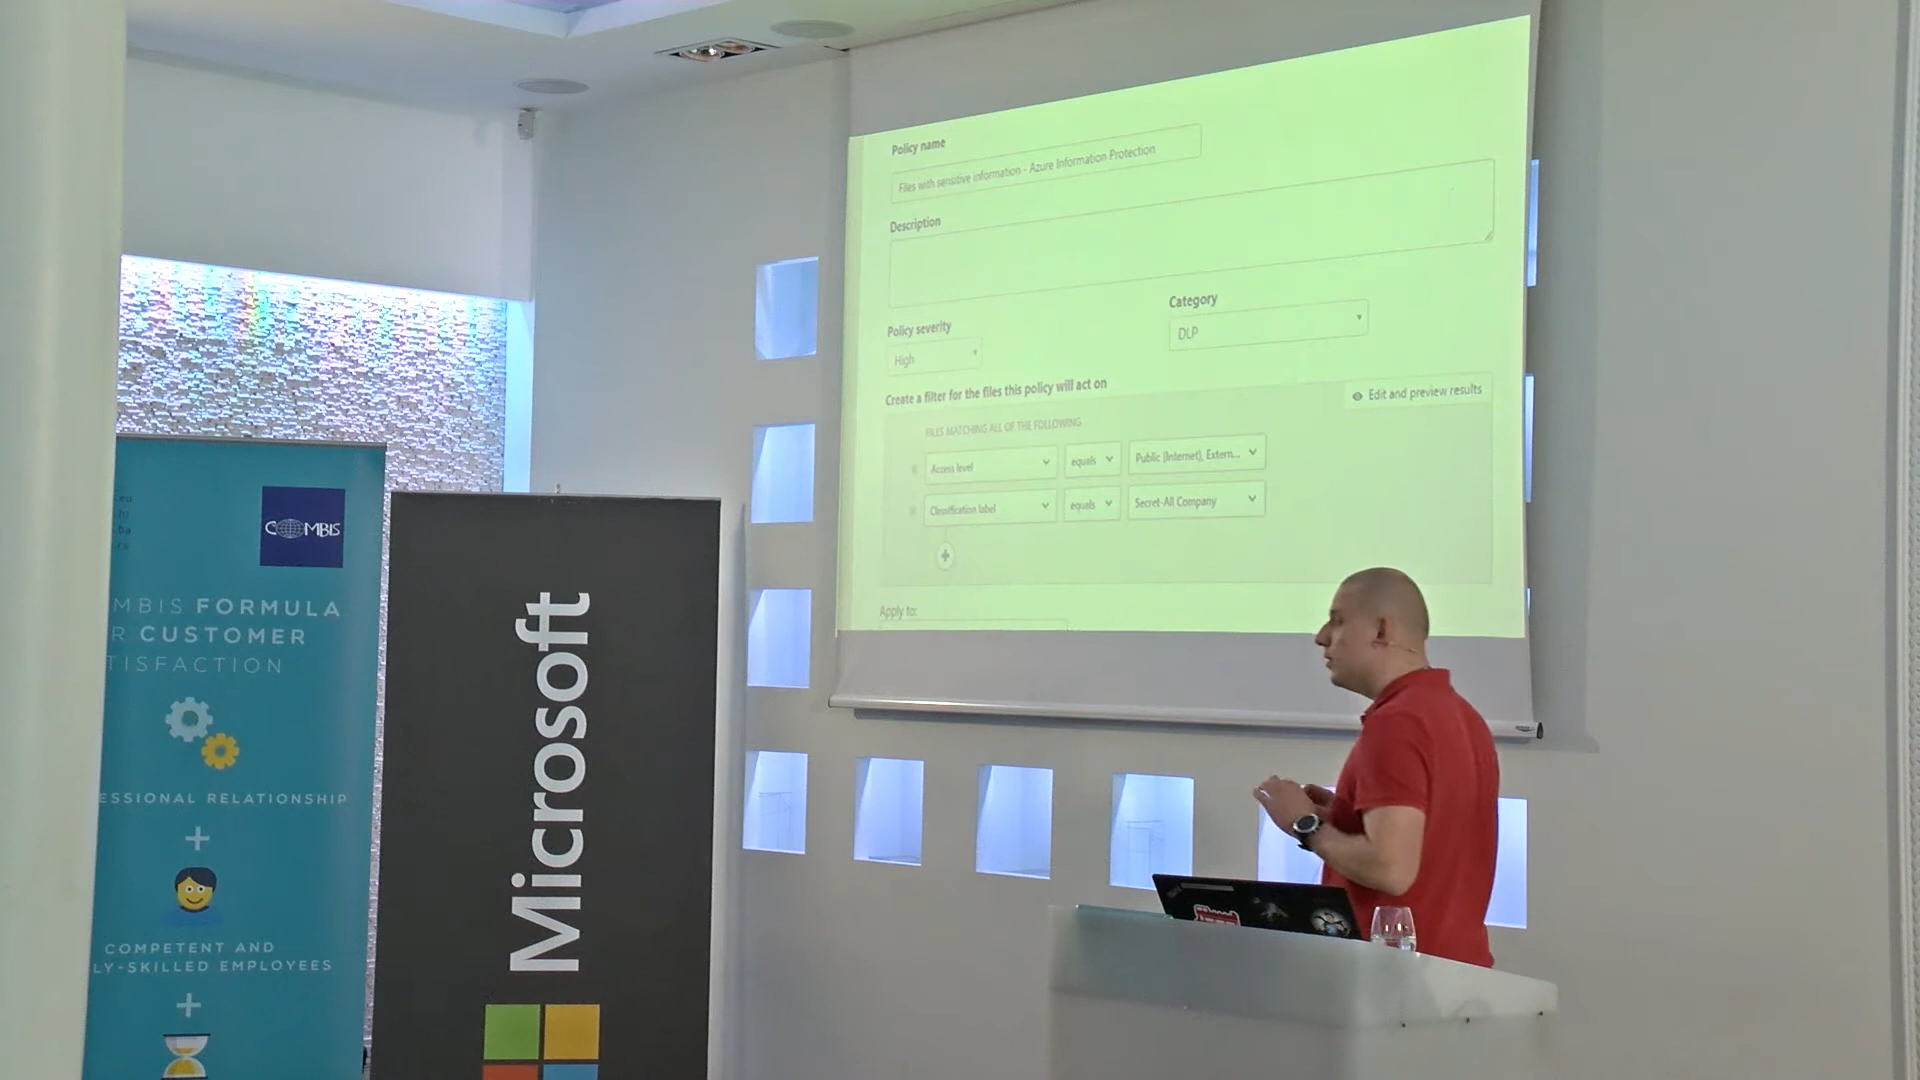 Policy name
Files with sensitive information - Azure Information Protection
Description
Policy severity
High
Category
DLP
Create a filter for the files this policy will act on
Edit and preview results
FILES MATCHING ALL OF THE FOLLOWING
Access level equals Public (Internet), Extern...
Classification label equals Secret-All Company
Apply to:
.ba
COMBIS
MBIS FORMULA
R CUSTOMER
TISFACTION
ESSIONAL RELATIONSHIP
+
COMPETENT AND
LY-SKILLED EMPLOYEES
+
Microsoft